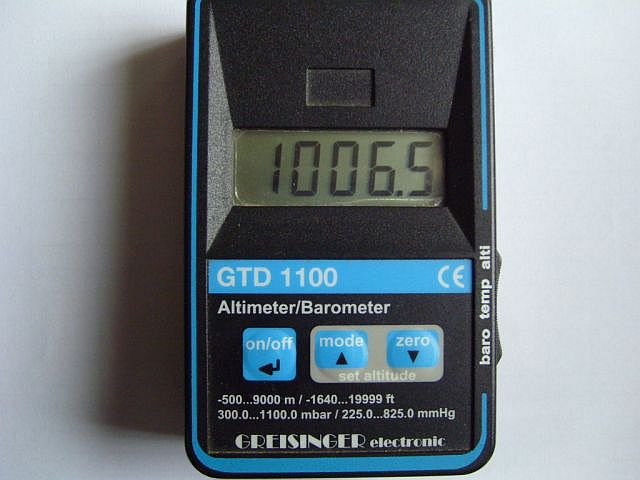 1006.5
GTD 1100 CE
Altimeter/Barometer
on/off mode zero
set altitude
-500...9000 m / -1640...19999 ft
300.0...1100.0 mbar / 225.0...825.0 mmHg
GREISINGER electronic
baro temp alti